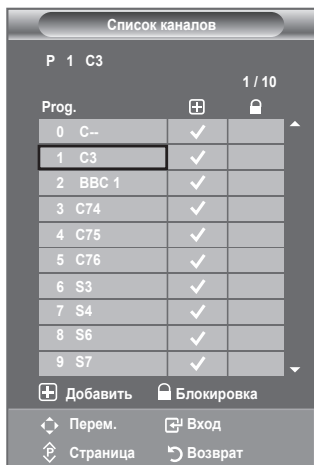 Список каналов
P 1 C3
1 / 10
Prog.
0 C--
1 C3
2 BBC 1
3 C74
4 C75
5 C76
6 S3
7 S4
8 S6
9 S7
Добавить Блокировка
Перем. Вход
Страница Возврат